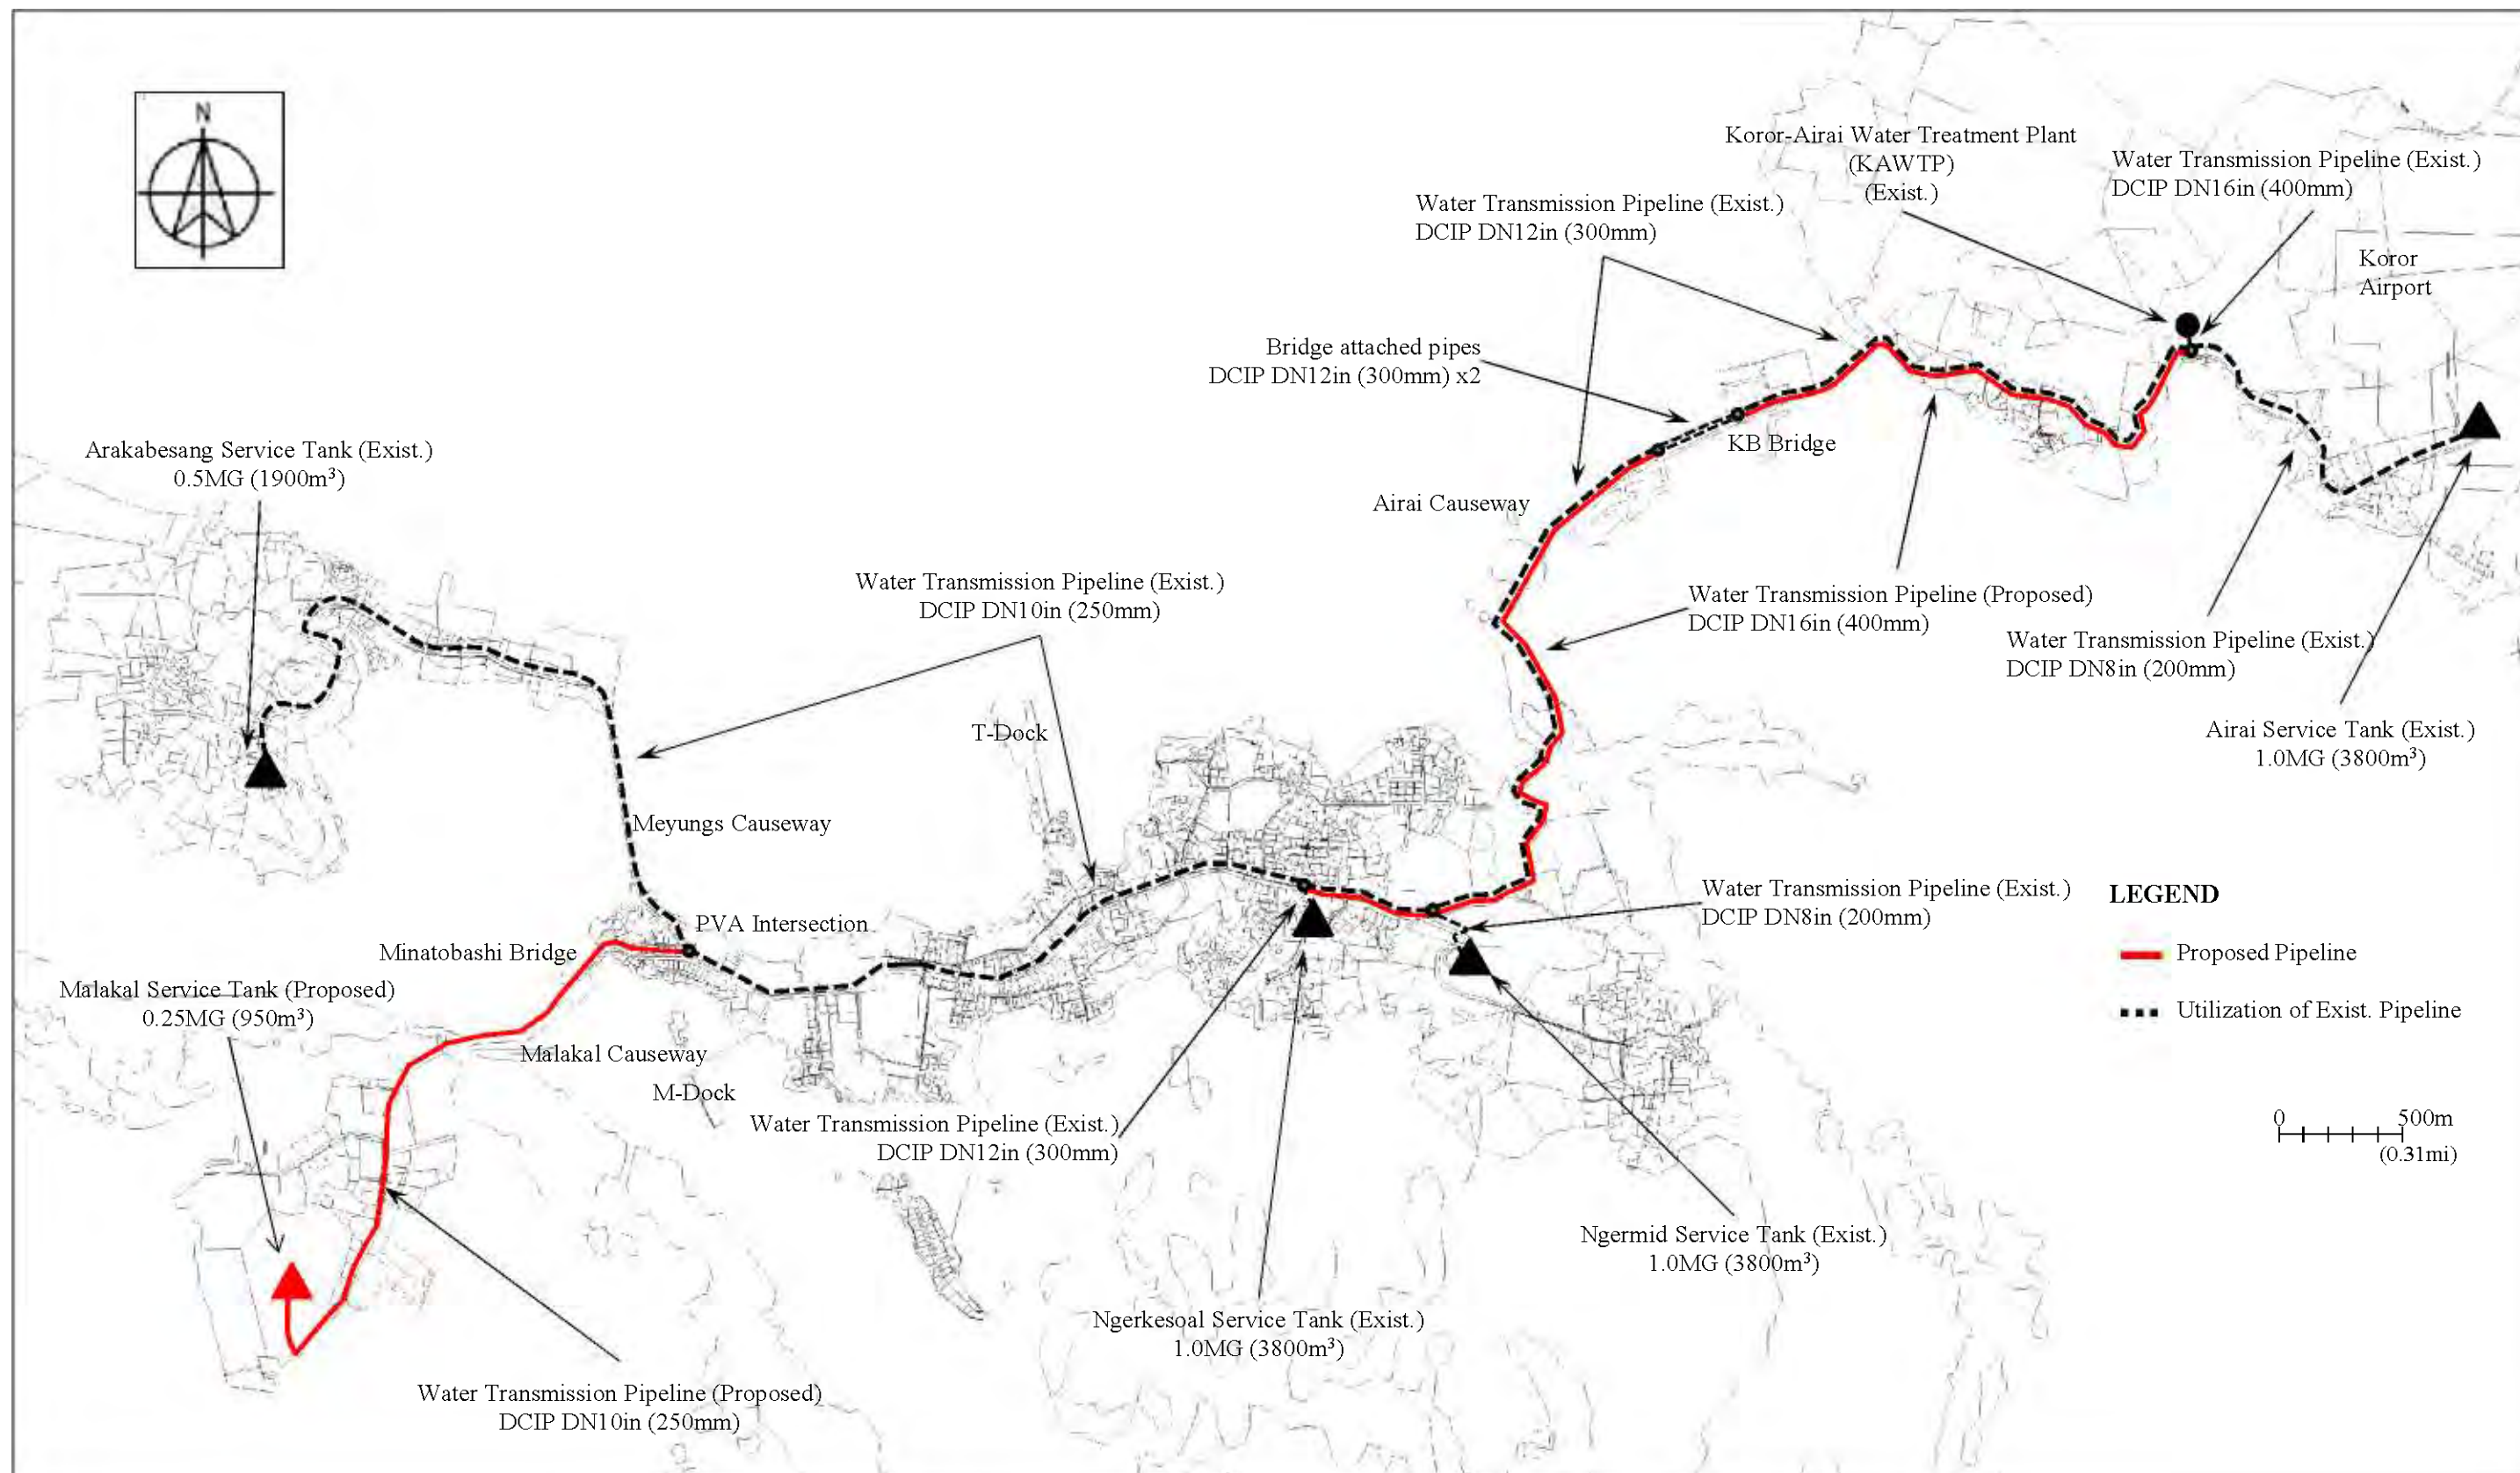 N
Koror-Airai Water Treatment Plant
(KAWTP)
(Exist.)
Water Transmission Pipeline (Exist.)
DCIP DN16in (400mm)
Water Transmission Pipeline (Exist.)
DCIP DN12in (300mm)
Koror
Airport
Bridge attached pipes
DCIP DN12in (300mm) x2
KB Bridge
Arakabesang Service Tank (Exist.)
0.5MG (1900m³)
Airai Causeway
Water Transmission Pipeline (Exist.)
DCIP DN10in (250mm)
Water Transmission Pipeline (Proposed)
DCIP DN16in (400mm)
Water Transmission Pipeline (Exist.)
DCIP DN8in (200mm)
T-Dock
Airai Service Tank (Exist.)
1.0MG (3800m³)
Meyungs Causeway
Water Transmission Pipeline (Exist.)
DCIP DN8in (200mm)
LEGEND
Proposed Pipeline
Utilization of Exist. Pipeline
PVA Intersection
Minatobashi Bridge
Malakal Service Tank (Proposed)
0.25MG (950m³)
Malakal Causeway
M-Dock
Water Transmission Pipeline (Exist.)
DCIP DN12in (300mm)
0 500m
(0.31mi)
Ngermid Service Tank (Exist.)
1.0MG (3800m³)
Ngerkesoal Service Tank (Exist.)
1.0MG (3800m³)
Water Transmission Pipeline (Proposed)
DCIP DN10in (250mm)